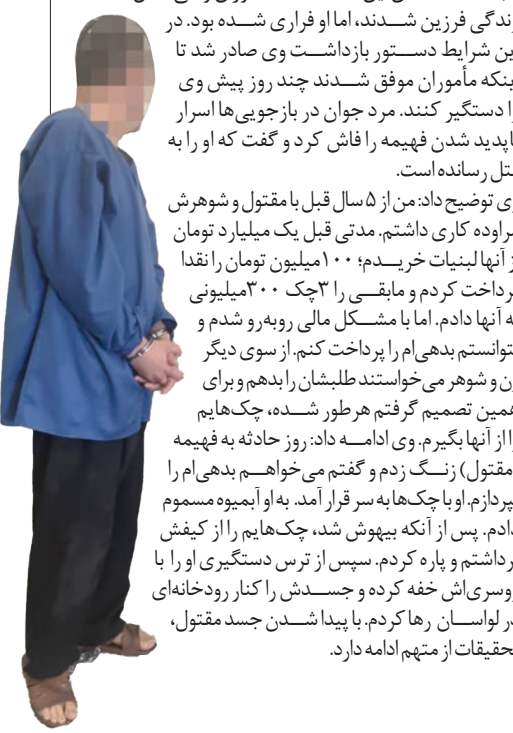 زندگی فرزین شدند، اما او فراری شده بود. در
این شرایط دستور بازداشت وی صادر شد تا
اینکه مأموران موفق شدند چند روز پیش وی
را دستگیر کنند. مرد جوان در بازجویی‌ها اسرار
ناپدید شدن فهیمه را فاش کرد و گفت که او را به
قتل رسانده است.
وی توضیح داد: من از ۵ سال قبل با مقتول و شوهرش
مراوده کاری داشتم. مدتی قبل یک میلیارد تومان
از آنها لبنیات خریدم؛ ۱۰۰ میلیون تومان را نقدا
پرداخت کردم و مابقی را ۳ چک ۳۰۰ میلیونی
به آنها دادم. اما با مشکل مالی روبه‌رو شدم و
نتوانستم بدهی‌ام را پرداخت کنم. از سوی دیگر
زن و شوهر می‌خواستند طلبشان را بدهم و برای
همین تصمیم گرفتم هرطور شده، چک‌هایم
را از آنها بگیرم. وی ادامه داد: روز حادثه به فهیمه
(مقتول) زنگ زدم و گفتم می‌خواهم بدهی‌ام را
بپردازم. او با چک‌ها به سر قرار آمد. به او آبمیوه مسموم
دادم. پس از آنکه بیهوش شد، چک‌هایم را از کیفش
برداشتم و پاره کردم. سپس از ترس دستگیری او را با
روسری‌اش خفه کرده و جسدش را کنار رودخانه‌ای
در لواسان رها کردم. با پیدا شدن جسد مقتول،
تحقیقات از متهم ادامه دارد.